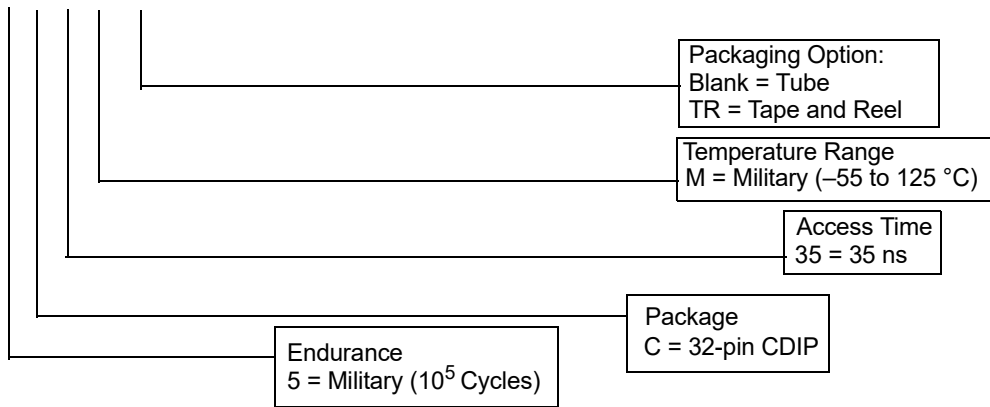 Packaging Option:
Blank = Tube
TR = Tape and Reel
Temperature Range
M = Military (–55 to 125 °C)
Access Time
35 = 35 ns
Package
C = 32-pin CDIP
Endurance
5 = Military (10⁵ Cycles)